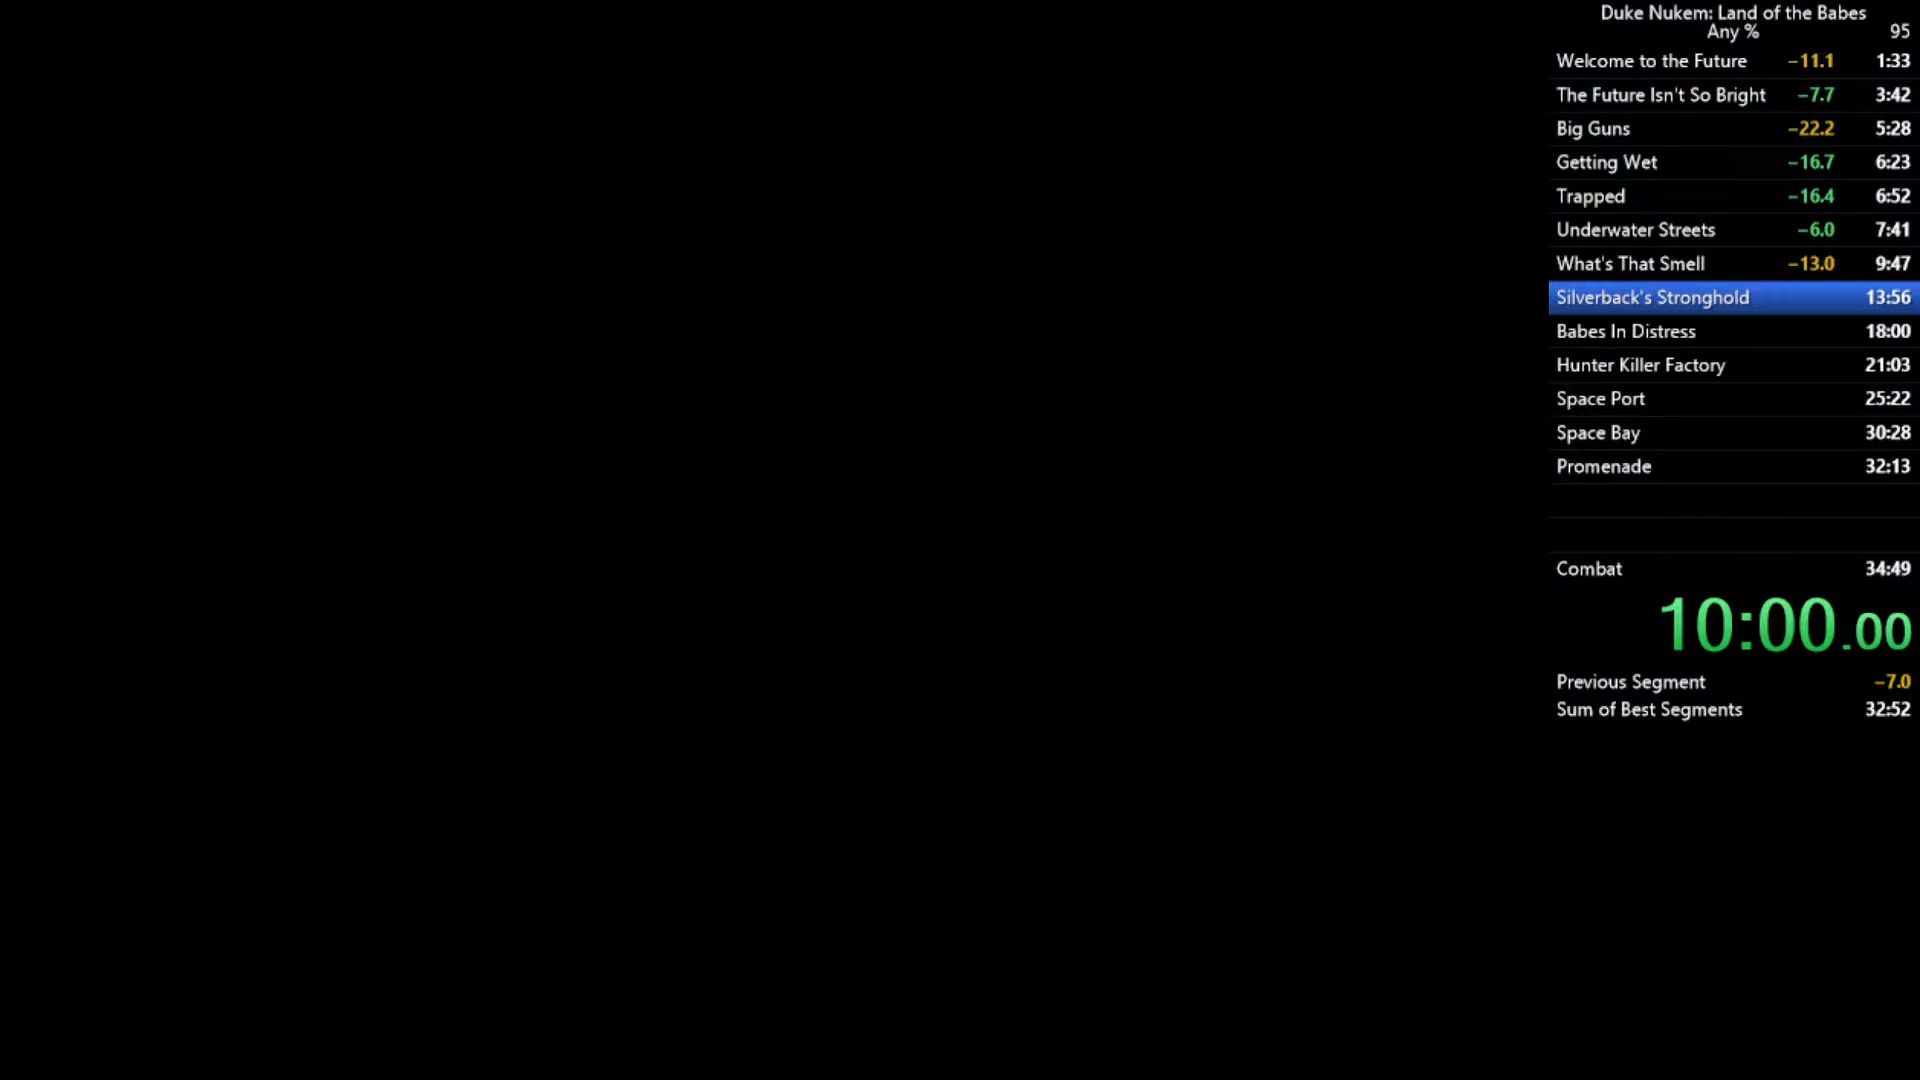 Duke Nukem: Land of the Babes
Any % 95
Welcome to the Future −11.1 1:33
The Future Isn't So Bright −7.7 3:42
Big Guns −22.2 5:28
Getting Wet −16.7 6:23
Trapped −16.4 6:52
Underwater Streets −6.0 7:41
What's That Smell −13.0 9:47
Silverback's Stronghold 13:56
Babes In Distress 18:00
Hunter Killer Factory 21:03
Space Port 25:22
Space Bay 30:28
Promenade 32:13
Combat 34:49
10:00.00
Previous Segment −7.0
Sum of Best Segments 32:52